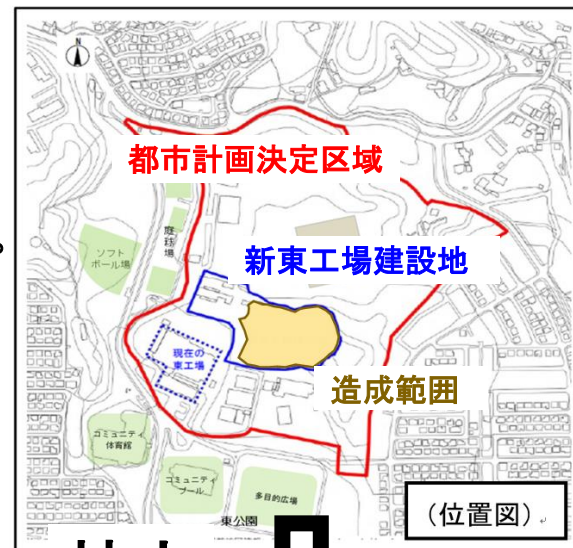 N
都市計画決定区域
庭球場
ソフト
ボール場
新東工場建設地
現在の
東工場
造成範囲
コミュニティ
体育館
コミュニティ
プール
多目的広場
東公園
(位置図)